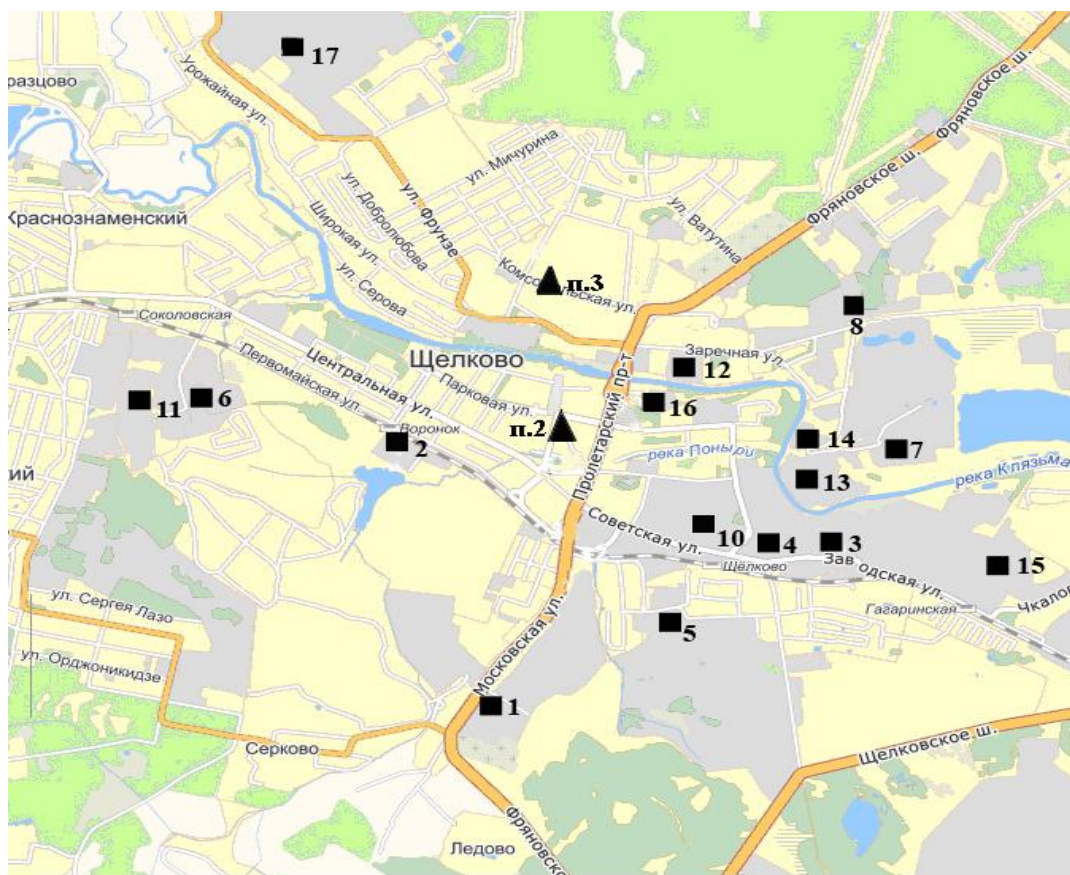 17
Урожайная ул.
разцово
Фряновское ш.
Фряновское ш.
ул. Мичурина
ул. Добролюбова
ул. Фрунзе
Краснознаменский
Широкая ул.
ул. Ватутина
ул. Серова
Комсомольская ул.
п.3
Соколовская
8
Первомайская ул.
Центральная ул.
Щелково
Заречная ул.
12
Пролетарский пр-т
11
6
Парковая ул.
16
Воронок
п.2
2
14
7
река Поныри
кий
13
река Клязьма
Советская ул.
10
4
3
Щёлково
Заводская ул.
15
ул. Сергея Лазо
Гагаринская
Чкалов
5
Московская ул.
ул. Орджоникидзе
1
Серково
Щелковское ш.
Ледово
Фряновско